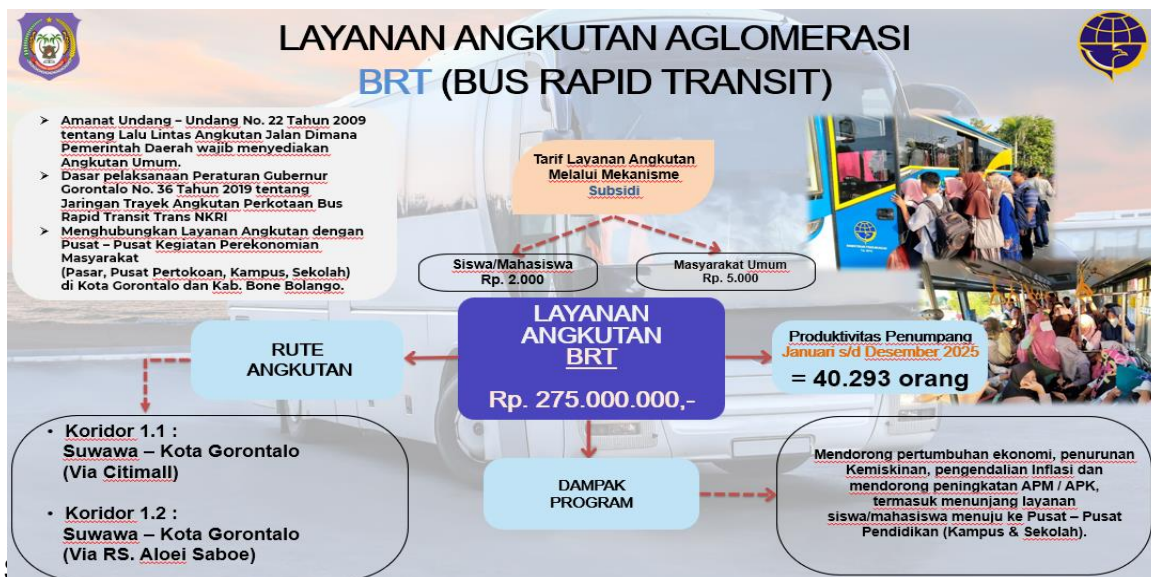 LAYANAN ANGKUTAN AGLOMERASI
BRT (BUS RAPID TRANSIT)
➤ Amanat Undang – Undang No. 22 Tahun 2009
tentang Lalu Lintas Angkutan Jalan Dimana
Pemerintah Daerah wajib menyediakan
Angkutan Umum.
➤ Dasar pelaksanaan Peraturan Gubernur
Gorontalo No. 36 Tahun 2019 tentang
Jaringan Trayek Angkutan Perkotaan Bus
Rapid Transit Trans NKRI
➤ Menghubungkan Layanan Angkutan dengan
Pusat – Pusat Kegiatan Perekonomian
Masyarakat
(Pasar, Pusat Pertokoan, Kampus, Sekolah)
di Kota Gorontalo dan Kab. Bone Bolango.
Tarif Layanan Angkutan
Melalui Mekanisme
Subsidi
Siswa/Mahasiswa
Rp. 2.000
Masyarakat Umum
Rp. 5.000
LAYANAN
ANGKUTAN
BRT
Rp. 275.000.000,-
RUTE
ANGKUTAN
Produktivitas Penumpang
Januari s/d Desember 2025
= 40.293 orang
• Koridor 1.1 :
Suwawa – Kota Gorontalo
(Via Citimall)
• Koridor 1.2 :
Suwawa – Kota Gorontalo
(Via RS. Aloei Saboe)
DAMPAK
PROGRAM
Mendorong pertumbuhan ekonomi, penurunan
Kemiskinan, pengendalian Inflasi dan
mendorong peningkatan APM / APK,
termasuk menunjang layanan
siswa/mahasiswa menuju ke Pusat – Pusat
Pendidikan (Kampus & Sekolah).